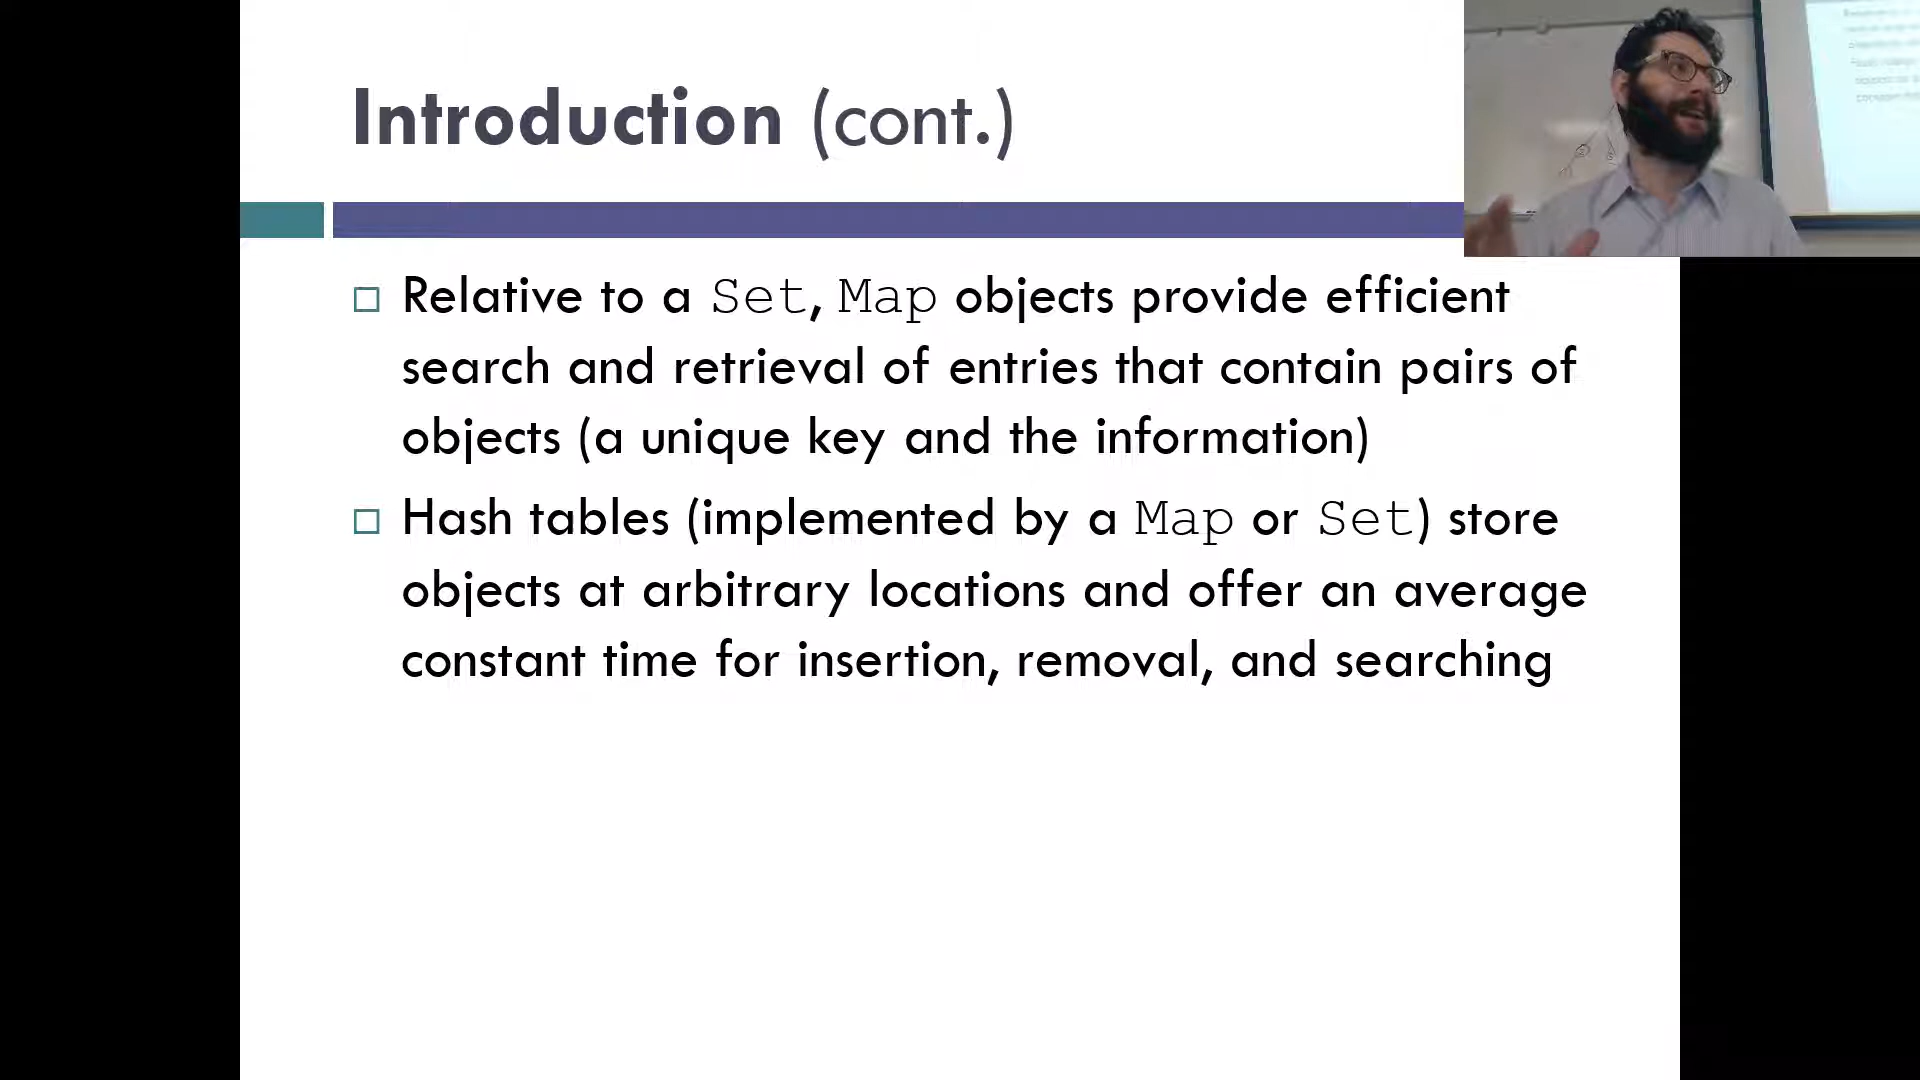 Introduction (cont.)
Relative to a Set, Map objects provide efficient
search and retrieval of entries that contain pairs of
objects (a unique key and the information)
Hash tables (implemented by a Map or Set) store
objects at arbitrary locations and offer an average
constant time for insertion, removal, and searching